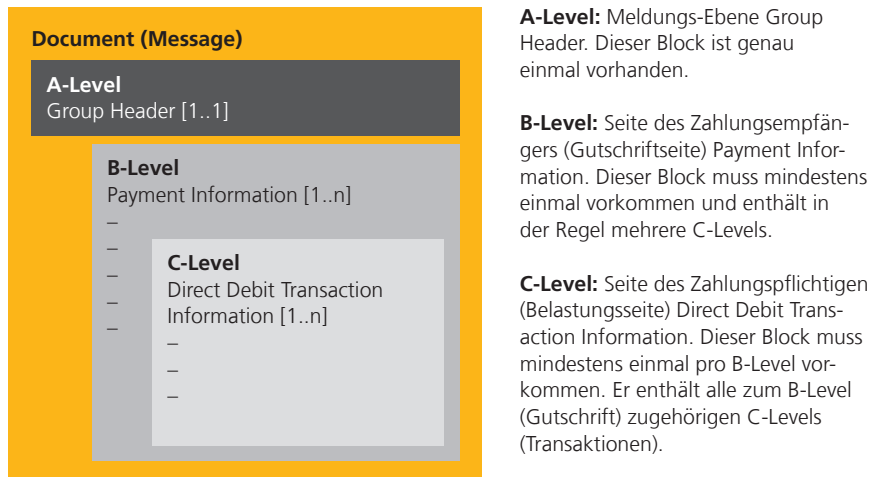 Document (Message)
A-Level
Group Header [1..1]
B-Level
Payment Information [1..n]
–
–
–
–
–
C-Level
Direct Debit Transaction
Information [1..n]
–
–
–
A-Level: Meldungs-Ebene Group
Header. Dieser Block ist genau
einmal vorhanden.
B-Level: Seite des Zahlungsempfän-
gers (Gutschriftseite) Payment Infor-
mation. Dieser Block muss mindestens
einmal vorkommen und enthält in
der Regel mehrere C-Levels.
C-Level: Seite des Zahlungspflichtigen
(Belastungsseite) Direct Debit Trans-
action Information. Dieser Block muss
mindestens einmal pro B-Level vor-
kommen. Er enthält alle zum B-Level
(Gutschrift) zugehörigen C-Levels
(Transaktionen).